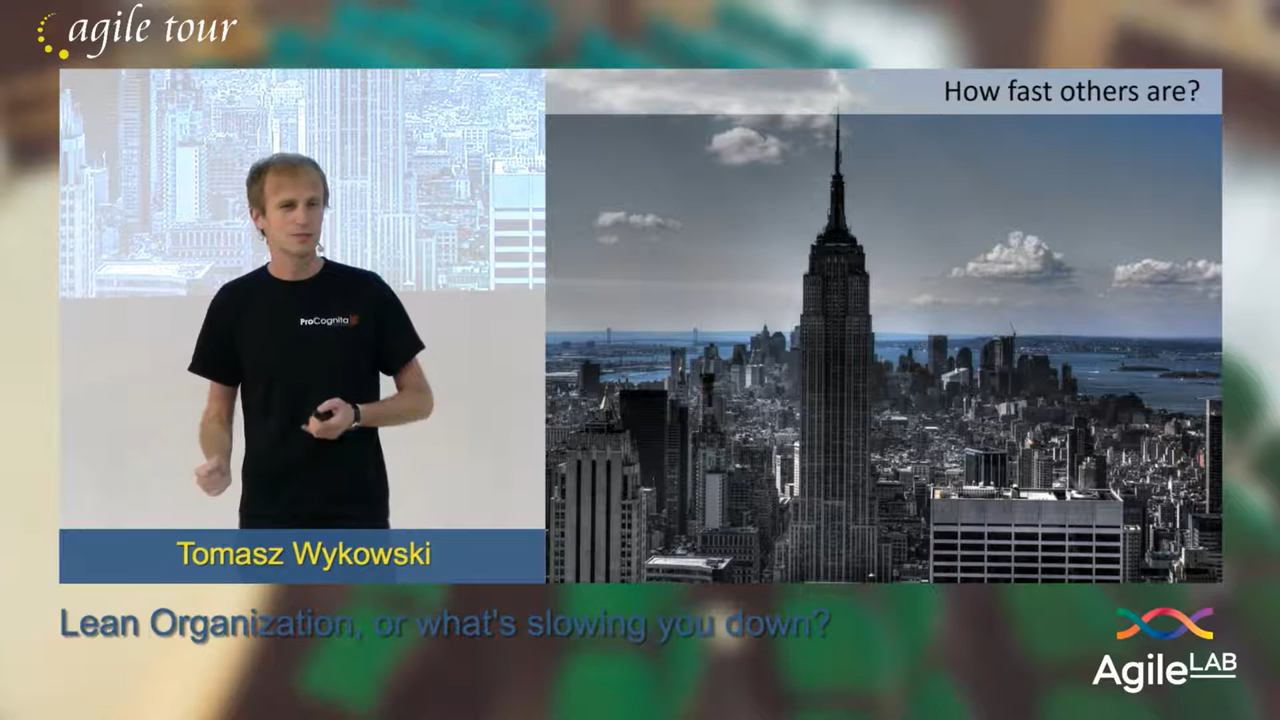 agile tour
How fast others are?
ProCognita
Tomasz Wykowski
Lean Organization, or what's slowing you down?
AgileLAB